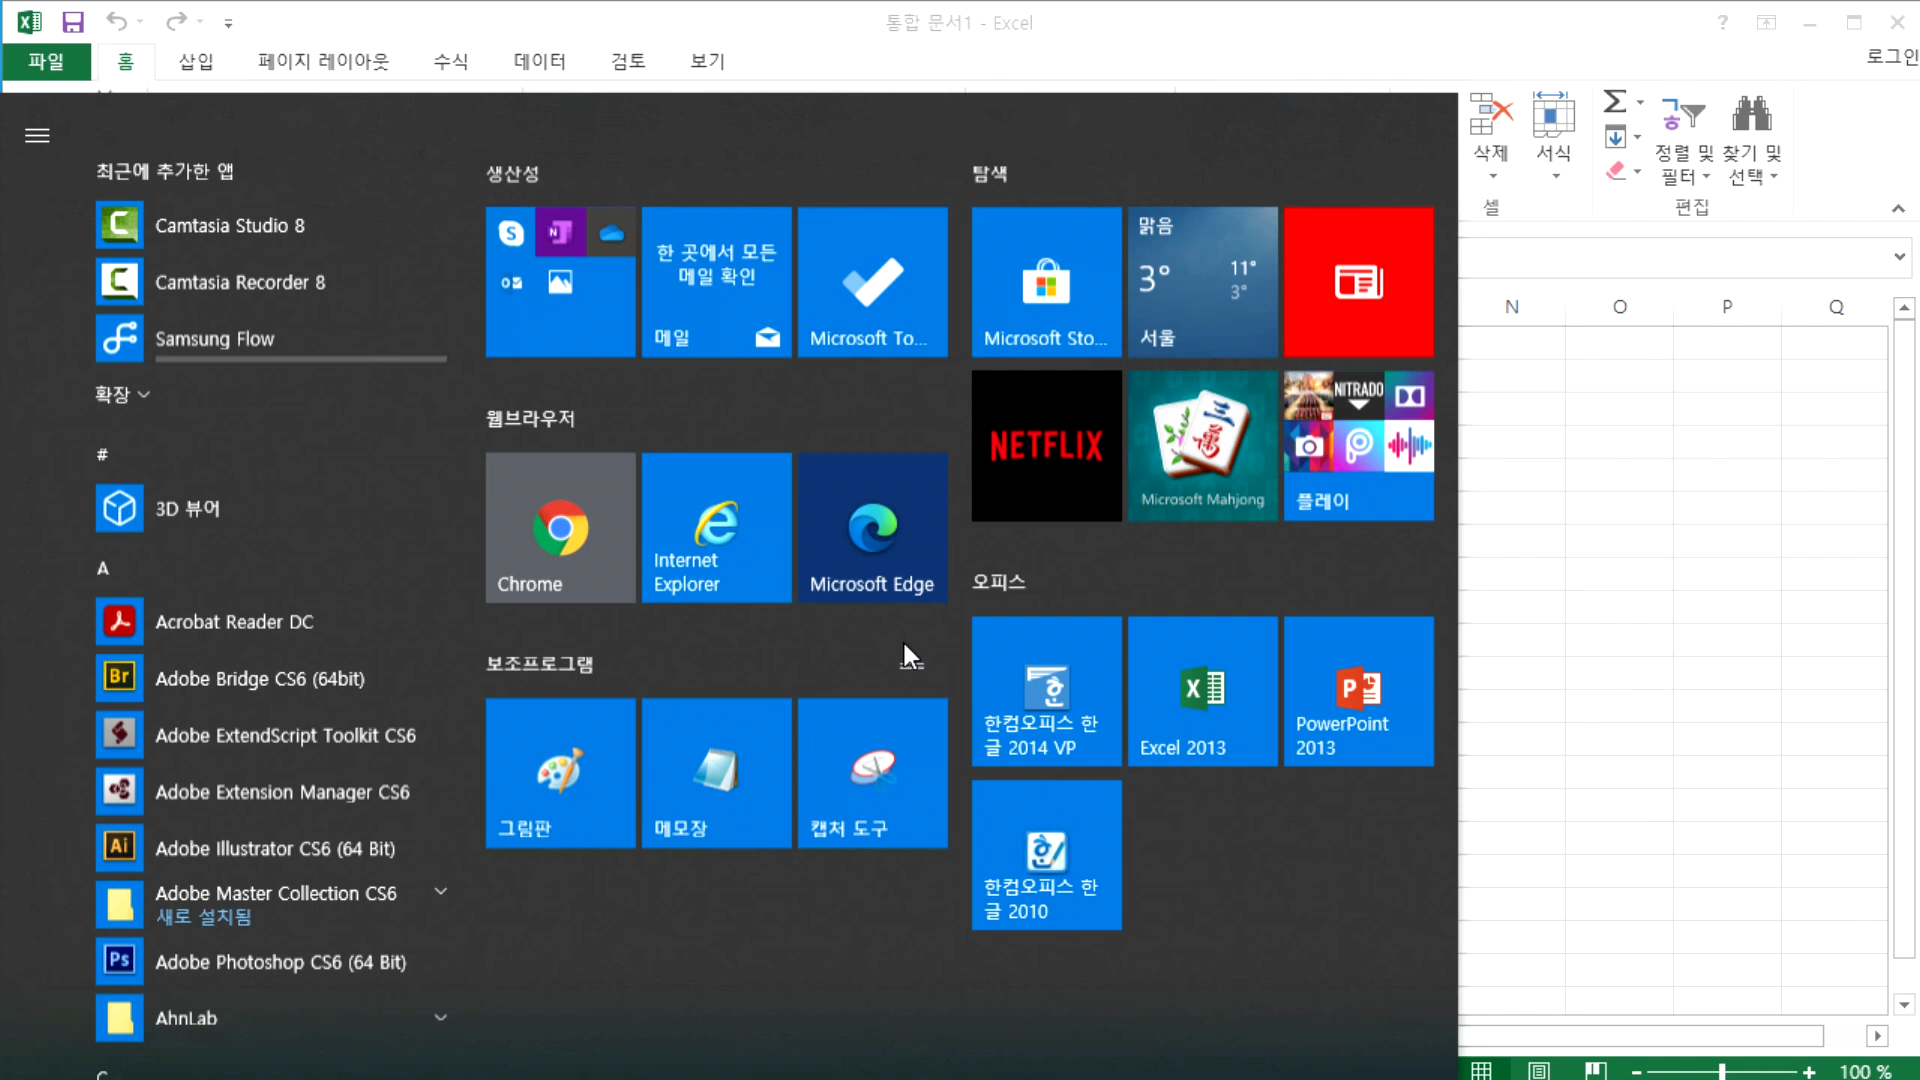 통합 문서1 - Excel
파일 홈 삽입 페이지 레이아웃 수식 데이터 검토 보기 로그인
삭제 서식 정렬 및 필터 찾기 및 선택
셀 편집
N O P Q
최근에 추가한 앱
Camtasia Studio 8
Camtasia Recorder 8
Samsung Flow
확장
#
3D 뷰어
A
Acrobat Reader DC
Adobe Bridge CS6 (64bit)
Adobe ExtendScript Toolkit CS6
Adobe Extension Manager CS6
Adobe Illustrator CS6 (64 Bit)
Adobe Master Collection CS6
새로 설치됨
Adobe Photoshop CS6 (64 Bit)
AhnLab
생산성
한 곳에서 모든
메일 확인
메일
Microsoft To...
웹브라우저
Chrome
Internet
Explorer
Microsoft Edge
보조프로그램
그림판
메모장
캡처 도구
탐색
Microsoft Sto...
맑음
3°
11°
3°
서울
NETFLIX
Microsoft Mahjong
NITRADO
플레이
오피스
한컴오피스 한
글 2014 VP
Excel 2013
PowerPoint
2013
한컴오피스 한
글 2010
100 %